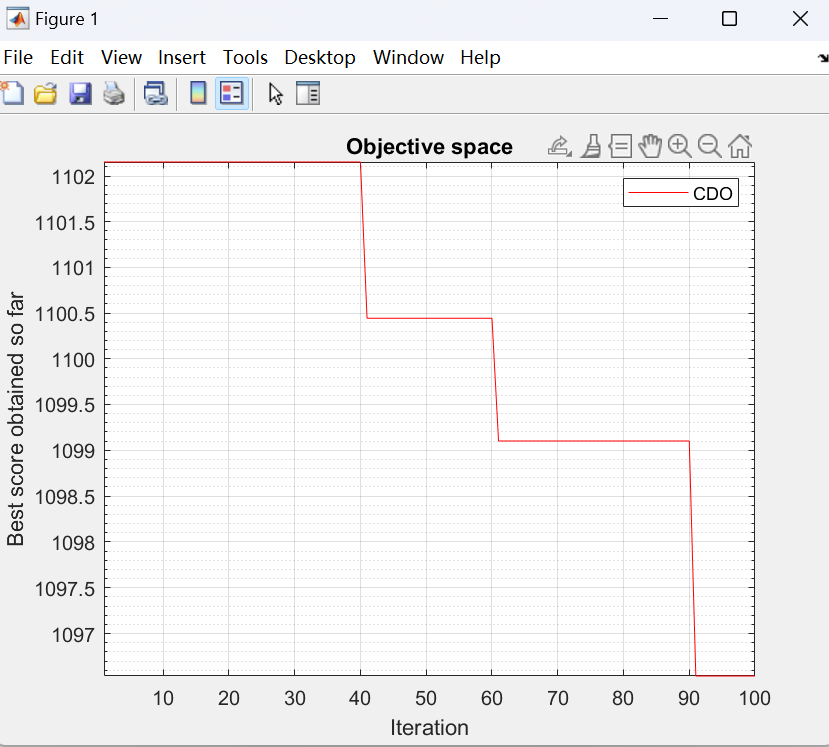 Figure 1
File Edit View Insert Tools Desktop Window Help
Objective space
CDO
1102
1101.5
1101
1100.5
1100
1099.5
1099
1098.5
1098
1097.5
1097
Best score obtained so far
10 20 30 40 50 60 70 80 90 100
Iteration